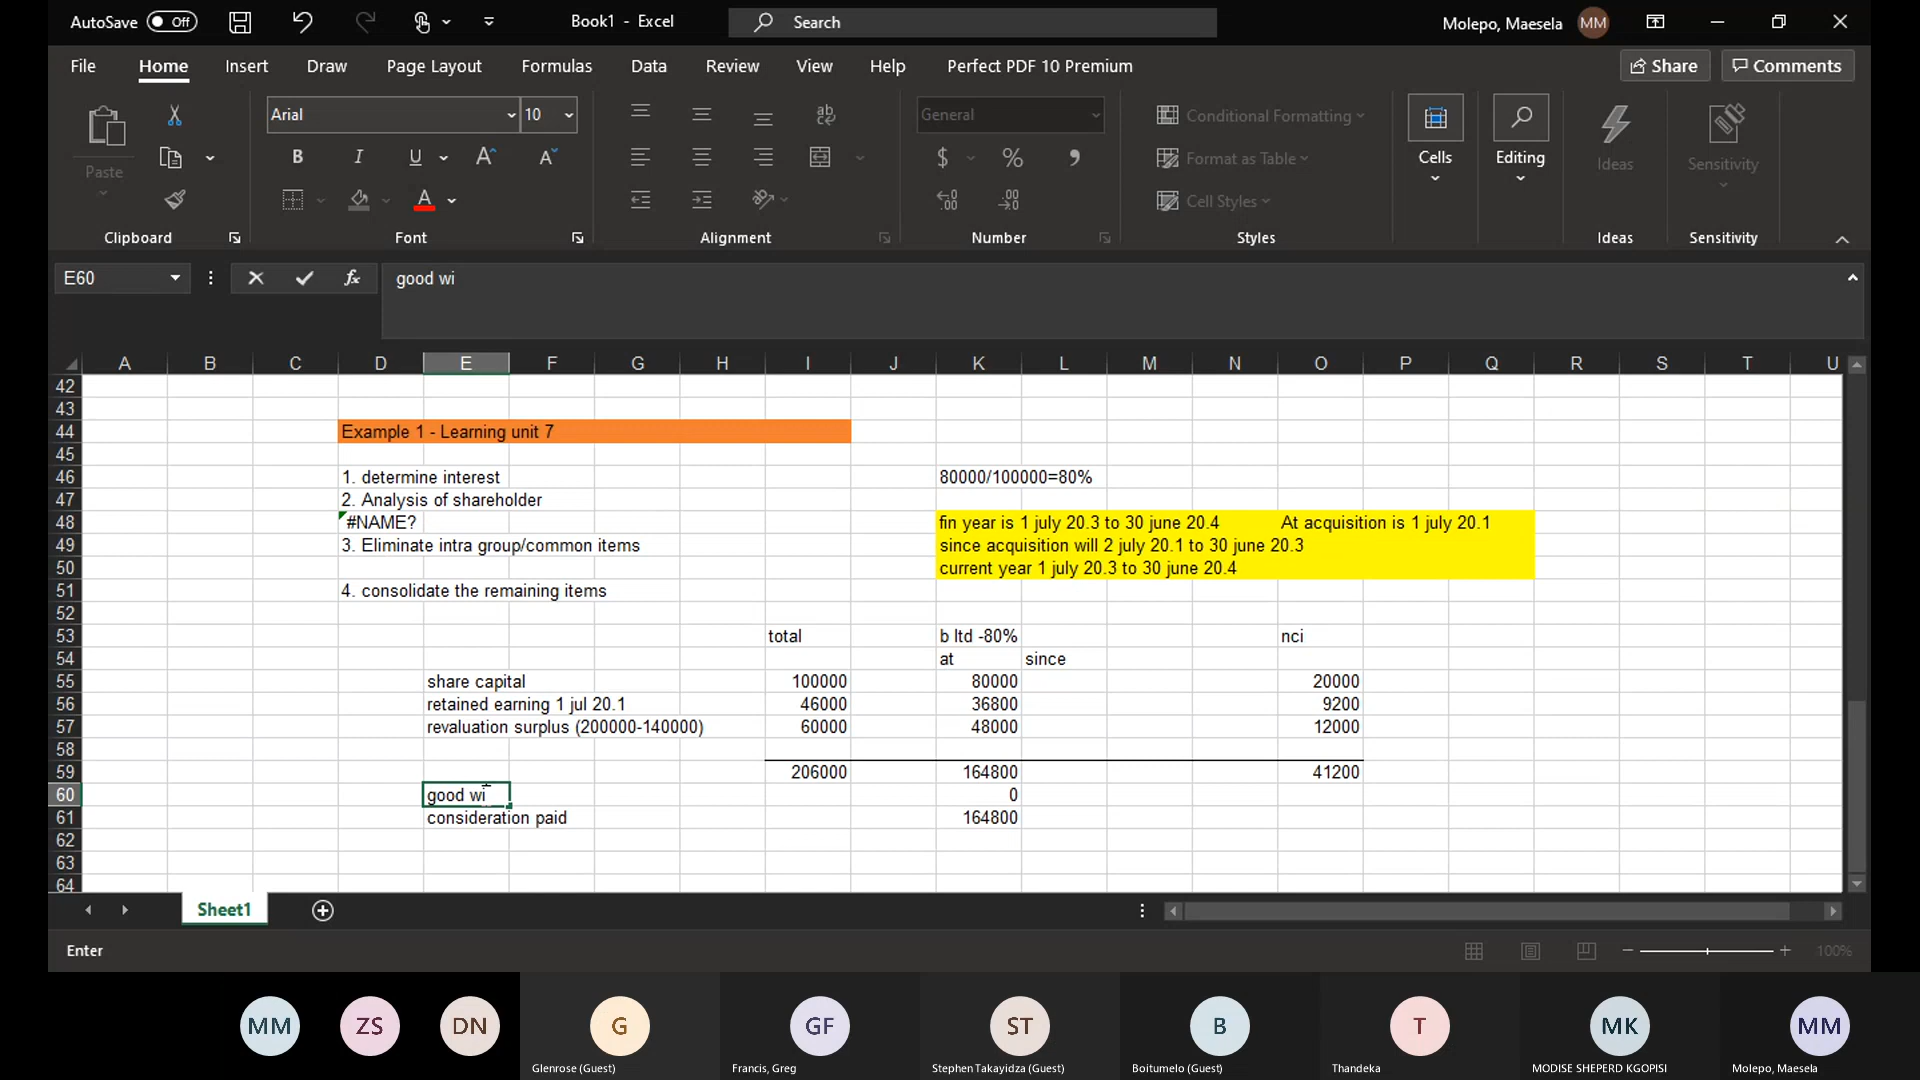 AutoSave Off Book1 - Excel Search Molepo, Maesela MM
File Home Insert Draw Page Layout Formulas Data Review View Help Perfect PDF 10 Premium Share Comments
Paste Arial 10 B I U A A A ab General $ % Conditional Formatting Format as Table Cell Styles Cells Editing Ideas Sensitivity
Clipboard Font Alignment Number Styles Ideas Sensitivity
E60 fx good wi
A B C D E F G H I J K L M N O P Q R S T U
42
43
44 Example 1 - Learning unit 7
45
46 1. determine interest 80000/100000=80%
47 2. Analysis of shareholder
48 #NAME? fin year is 1 july 20.3 to 30 june 20.4 At acquisition is 1 july 20.1
49 3. Eliminate intra group/common items since acquisition will 2 july 20.1 to 30 june 20.3
50 current year 1 july 20.3 to 30 june 20.4
51 4. consolidate the remaining items
52
53 total b ltd -80% nci
54 at since
55 share capital 100000 80000 20000
56 retained earning 1 jul 20.1 46000 36800 9200
57 revaluation surplus (200000-140000) 60000 48000 12000
58
59 206000 164800 41200
60 good wi 0
61 consideration paid 164800
62
63
64
Sheet1
Enter 100%
MM ZS DN G GF ST B T MK MM
Glenrose (Guest) Francis, Greg Stephen Takayidza (Guest) Boitumelo (Guest) Thandeka MODISE SHEPERD KGOPISI Molepo, Maesela